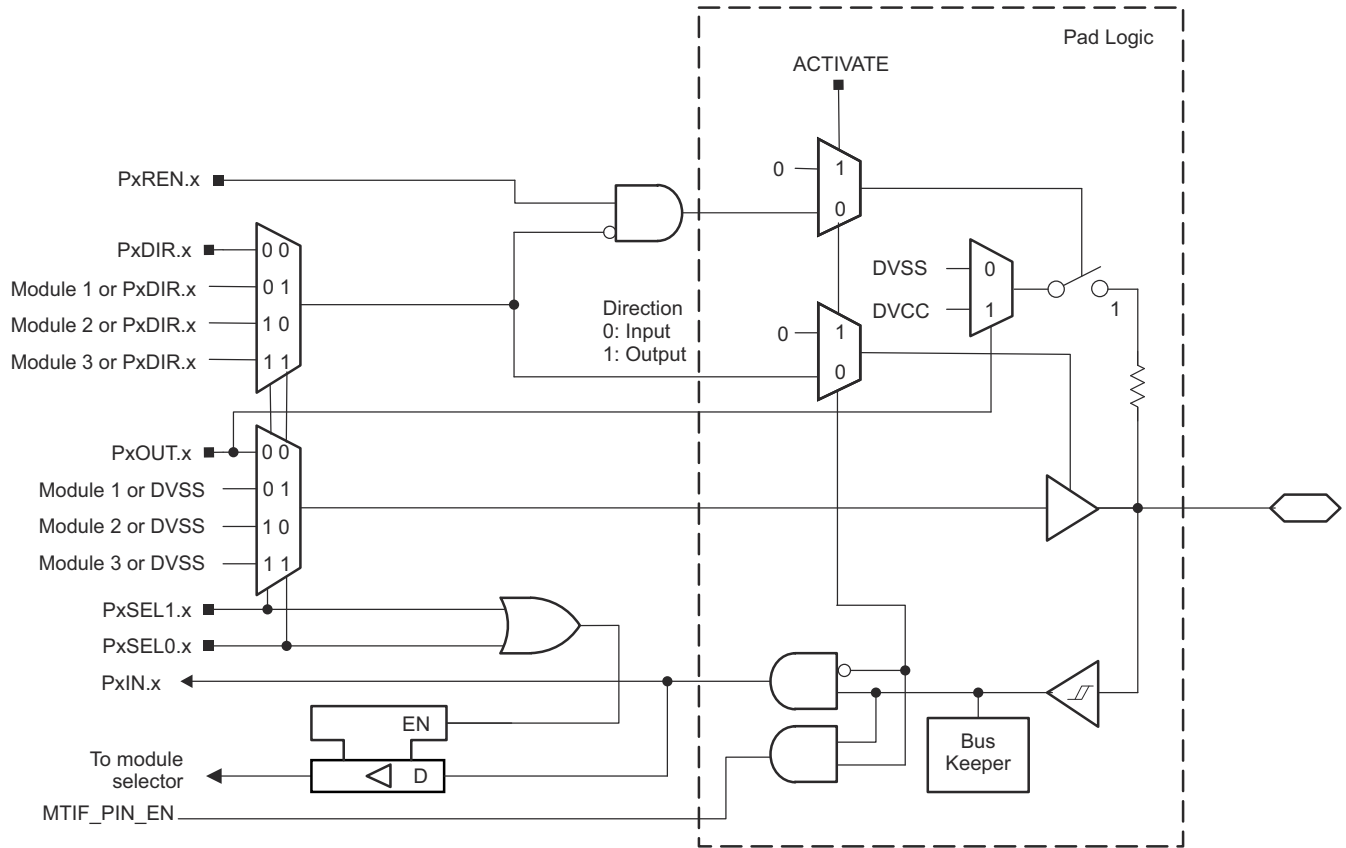 Pad Logic
ACTIVATE
PxREN.x
0
1
0
PxDIR.x
0 0
Module 1 or PxDIR.x
0 1
Module 2 or PxDIR.x
1 0
Module 3 or PxDIR.x
1 1
Direction
0: Input
1: Output
0
1
0
DVSS
0
DVCC
1
1
PxOUT.x
0 0
Module 1 or DVSS
0 1
Module 2 or DVSS
1 0
Module 3 or DVSS
1 1
PxSEL1.x
PxSEL0.x
PxIN.x
EN
D
To module
selector
MTIF_PIN_EN
Bus
Keeper